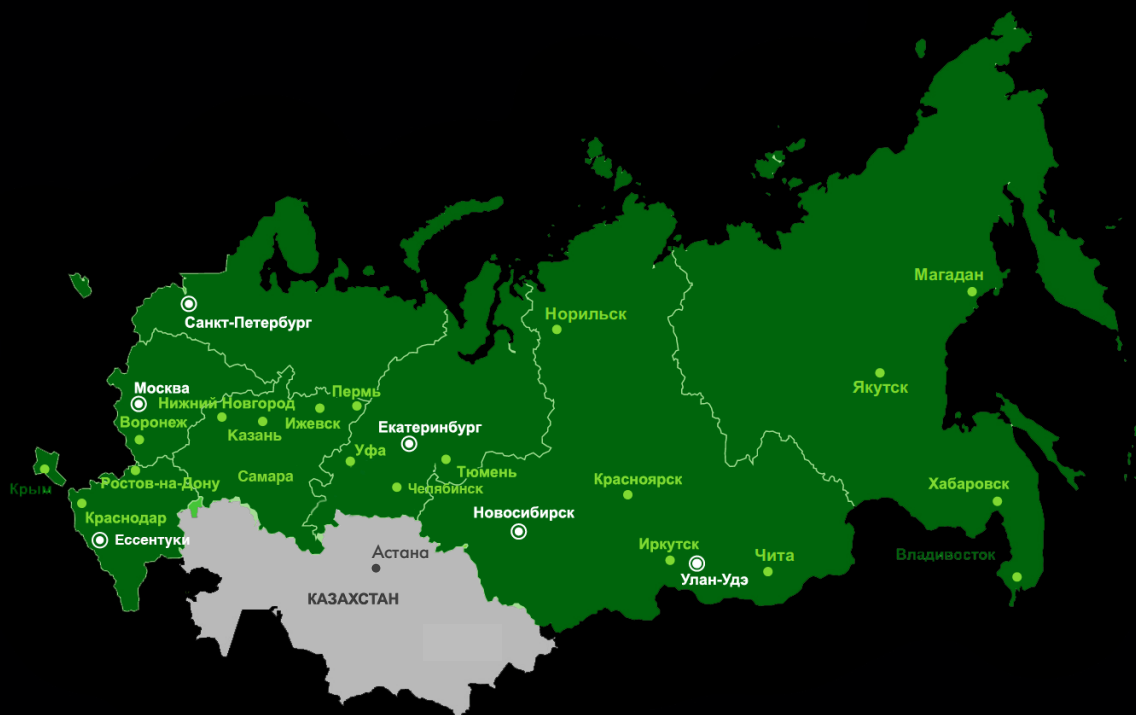 Магадан
Санкт-Петербург
Норильск
Якутск
Москва
Пермь
Нижний Новгород
Ижевск
Воронеж
Казань
Екатеринбург
Уфа
Тюмень
Самара
Ростов-на-Дону
Крым
Челябинск
Красноярск
Хабаровск
Краснодар
Новосибирск
Ессентуки
Иркутск
Астана
Чита
Владивосток
Улан-Удэ
КАЗАХСТАН